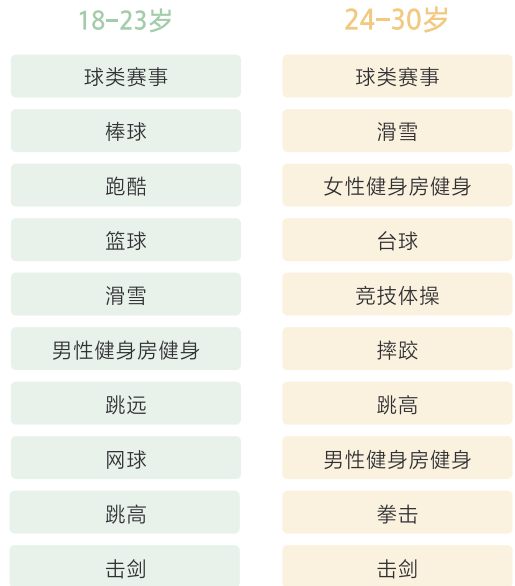 18-23岁
球类赛事
棒球
跑酷
篮球
滑雪
男性健身房健身
跳远
网球
跳高
击剑
24-30岁
球类赛事
滑雪
女性健身房健身
台球
竞技体操
摔跤
跳高
男性健身房健身
拳击
击剑